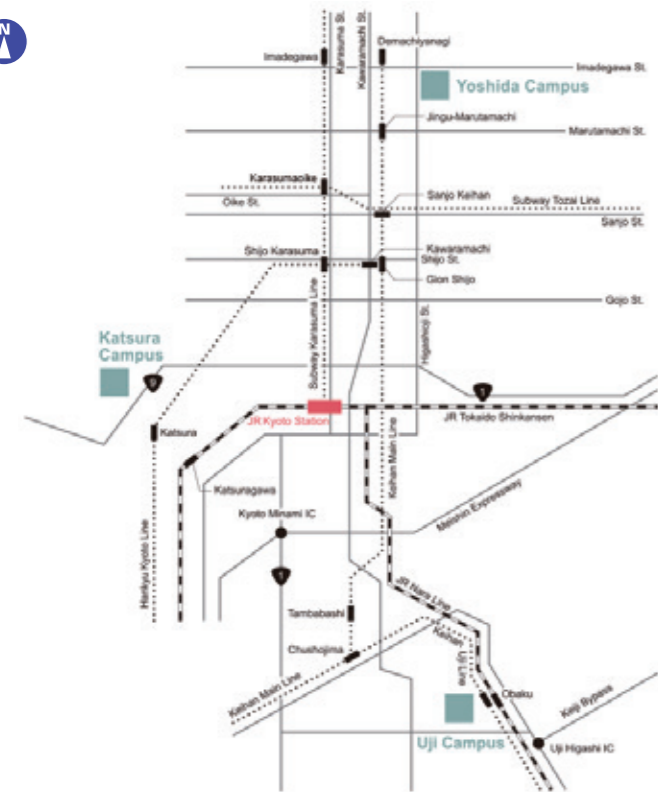 N
Karasuma St.
Kawaramachi St.
Imadegawa
Demachiyanagi
Imadegawa St.
Yoshida Campus
Jingu-Marutamachi
Marutamachi St.
Karasumaoike
Oike St.
Sanjo Keihan
Subway Tozai Line
Sanjo St.
Shijo Karasuma
Kawaramachi
Shijo St.
Gion Shijo
Subway Karasuma Line
Gojo St.
Higashioji St.
Katsura
Campus
9
1
JR Kyoto Station
JR Tokaido Shinkansen
Katsura
Keihan Main Line
Katsuragawa
Kyoto Minami IC
Meishin Expressway
Hankyu Kyoto Line
1
JR Nara Line
Tambabashi
Chushojima
Keihan Uji Line
Keihan Main Line
Obaku
Keiji Bypass
Uji Campus
Uji Higashi IC